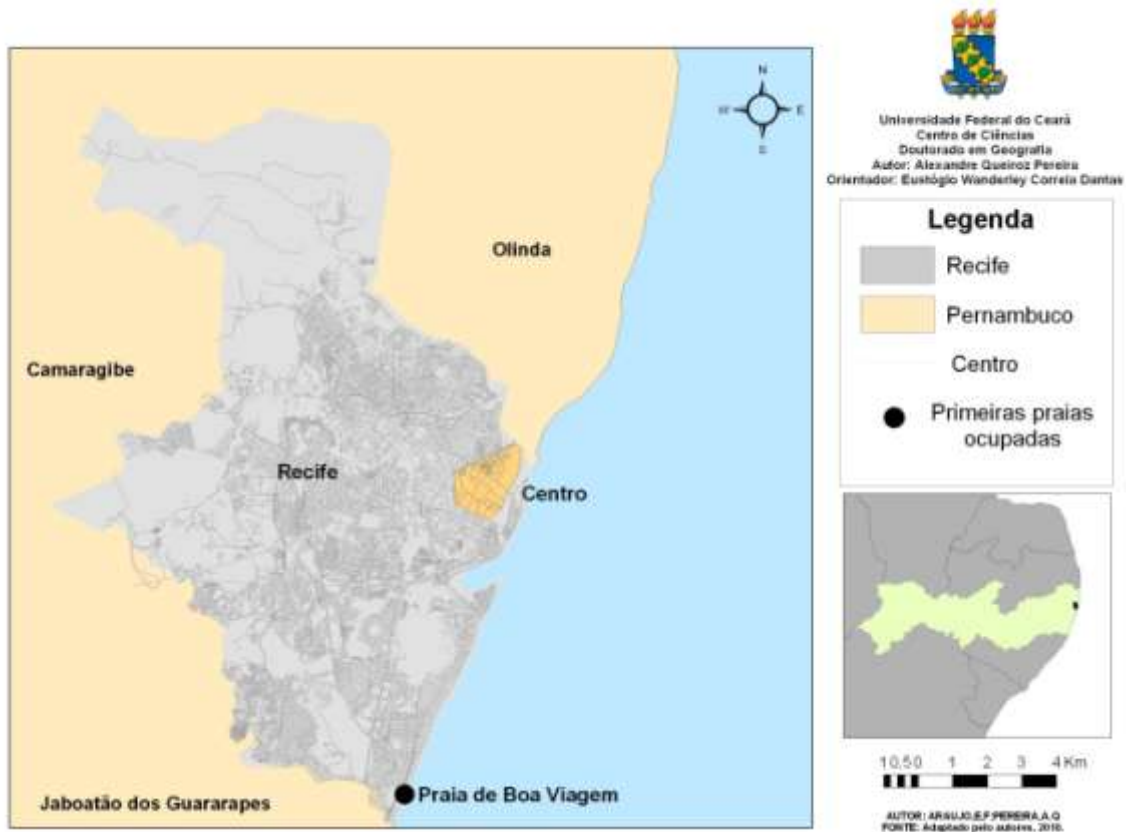 N
W E
S
Olinda
Camaragibe
Recife
Centro
Praia de Boa Viagem
Jaboatão dos Guararapes
Universidade Federal do Ceará
Centro de Ciências
Doutorado em Geografia
Autor: Alexandre Queiroz Pereira
Orientador: Eustógio Wanderley Correia Dantas
Legenda
Recife
Pernambuco
Centro
Primeiras praias
ocupadas
1 0,5 0 1 2 3 4 Km
AUTOR: ARAUJO,E.F;PEREIRA,A.Q
FONTE: Adaptado pelo autores, 2010.